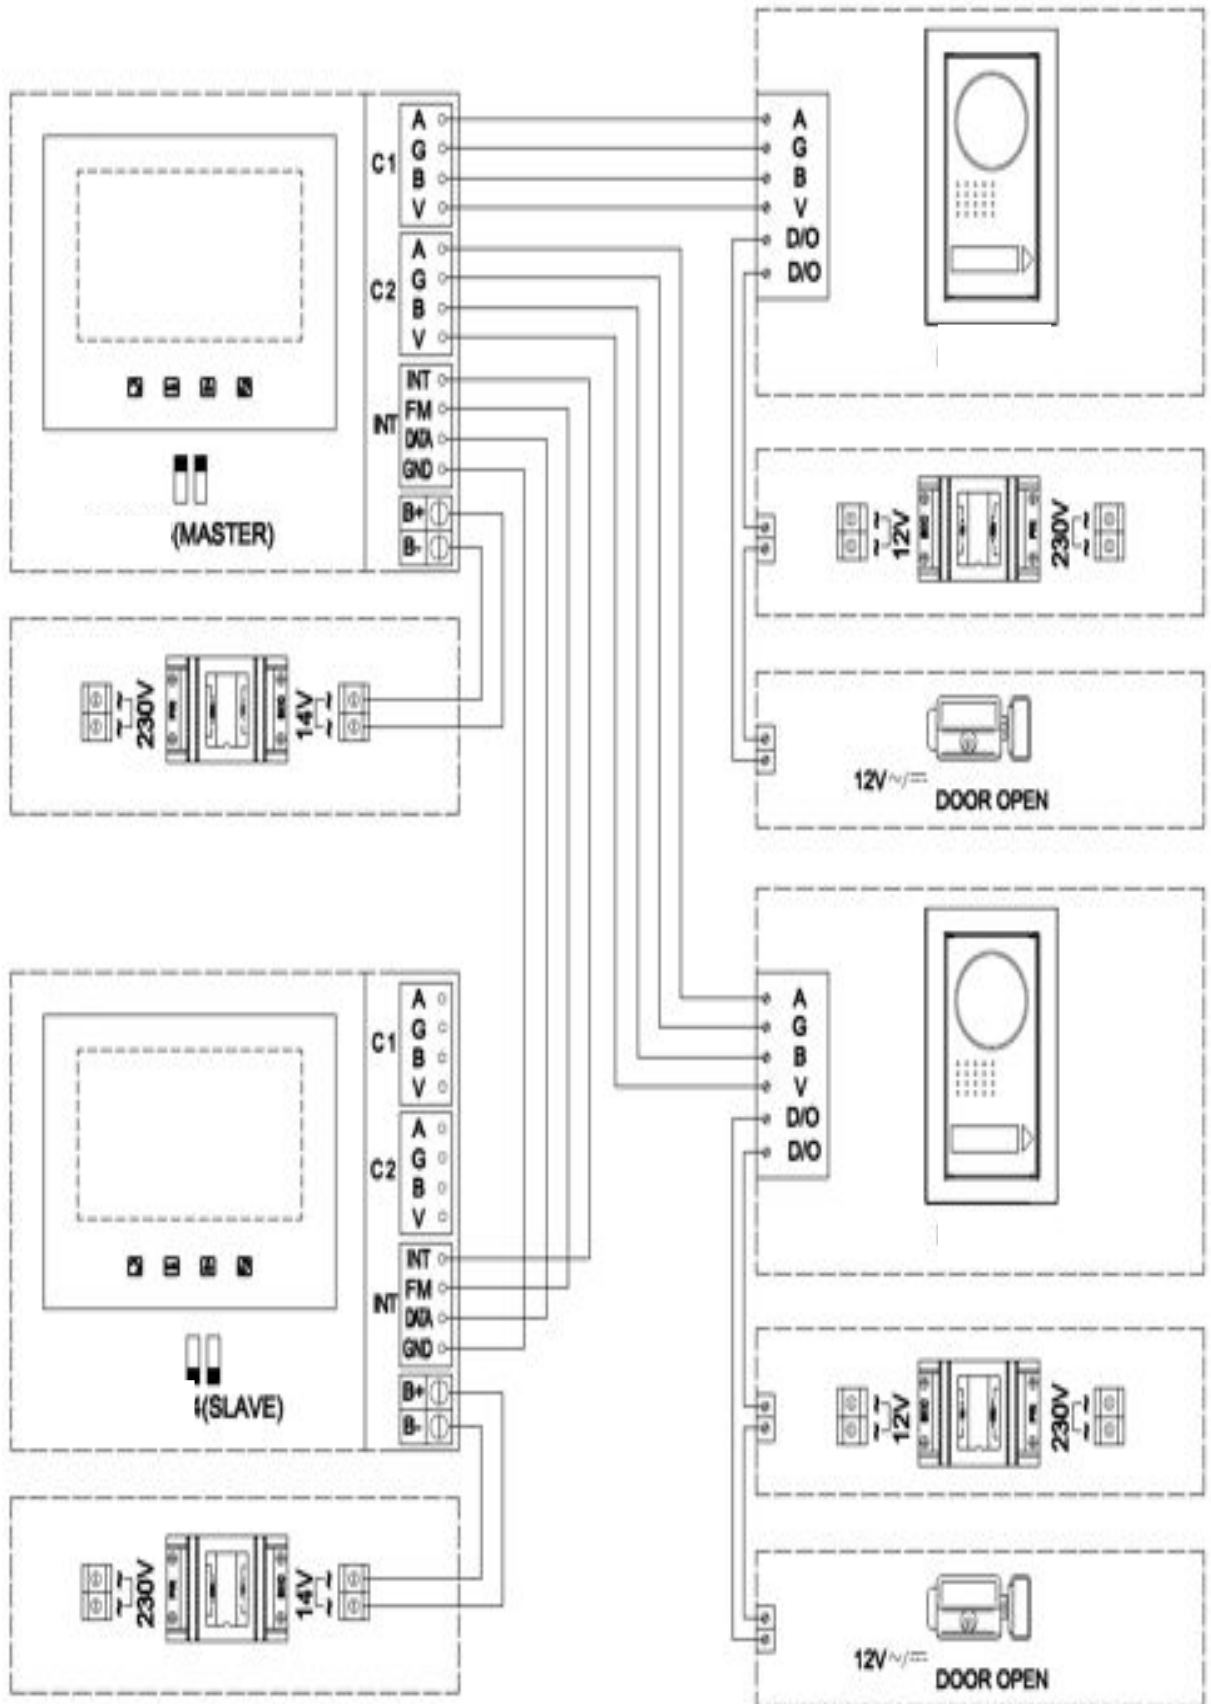 C1
A
G
B
V
C2
A
G
B
V
INT
INT
FM
DATA
GND
B+
B-
(MASTER)
A
G
B
V
D/O
D/O
~ 12V ~
230V ~ ~
~ 230V ~
14V ~ ~
12V ~/⎓
DOOR OPEN
C1
A
G
B
V
C2
A
G
B
V
INT
INT
FM
DATA
GND
B+
B-
(SLAVE)
A
G
B
V
D/O
D/O
~ 12V ~
230V ~ ~
~ 230V ~
14V ~ ~
12V ~/⎓
DOOR OPEN